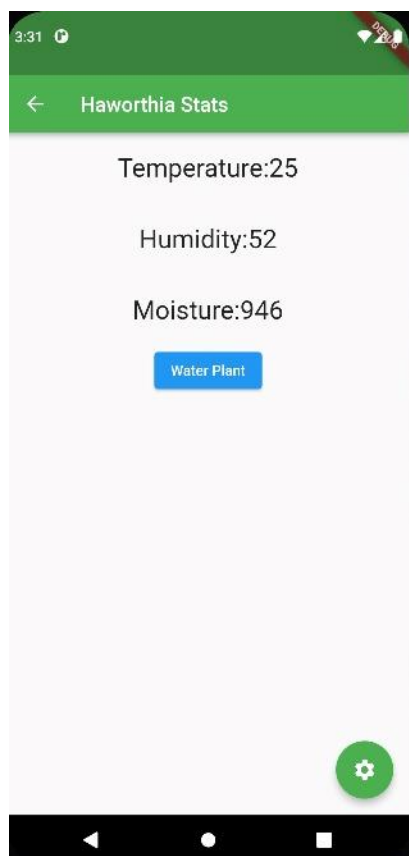 3:31
DEBUG
Haworthia Stats
Temperature:25
Humidity:52
Moisture:946
Water Plant